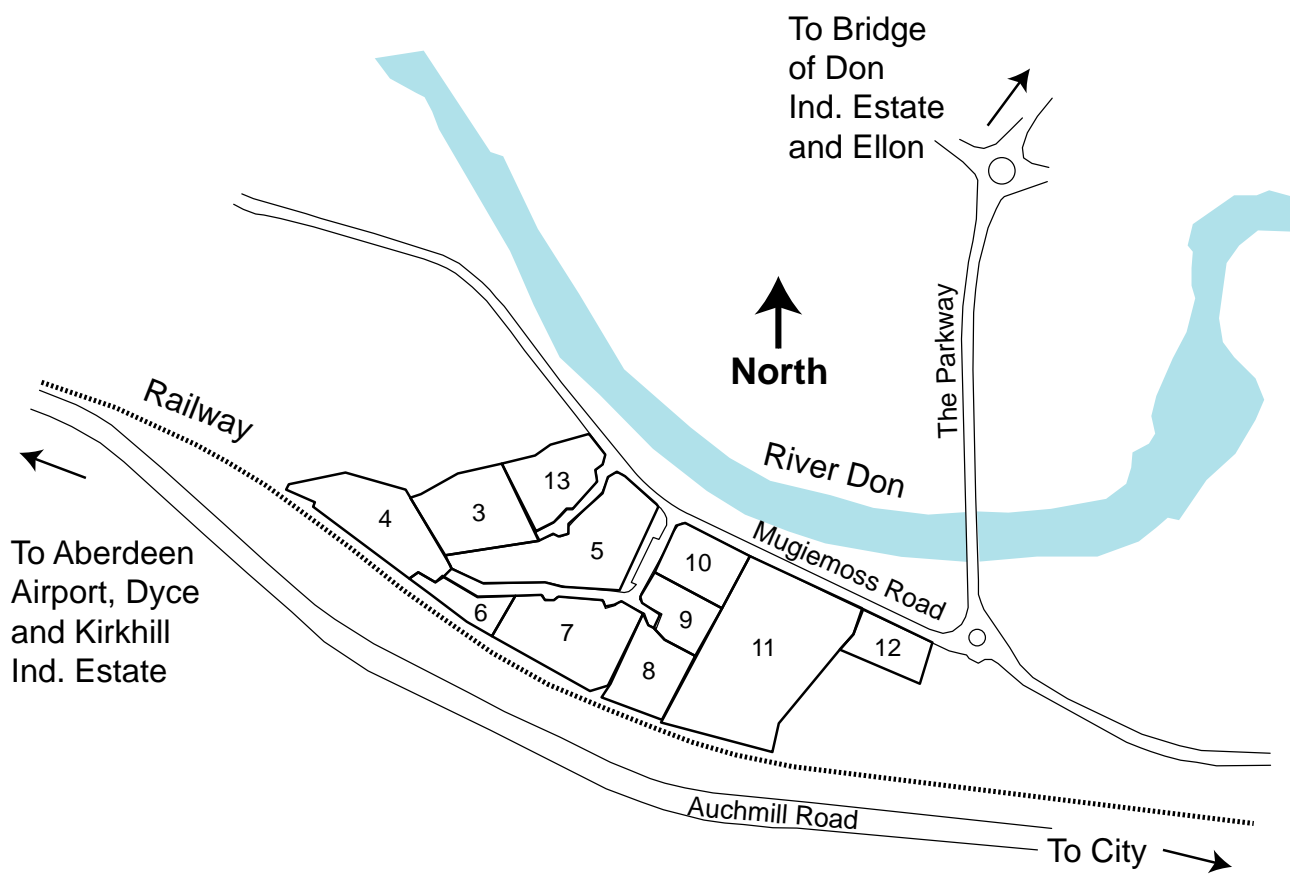 To Bridge
of Don
Ind. Estate
and Ellon
The Parkway
North
Railway
River Don
Mugiemoss Road
To Aberdeen
Airport, Dyce
and Kirkhill
Ind. Estate
13
3
4
5
10
6
7
9
8
11
12
Auchmill Road
To City